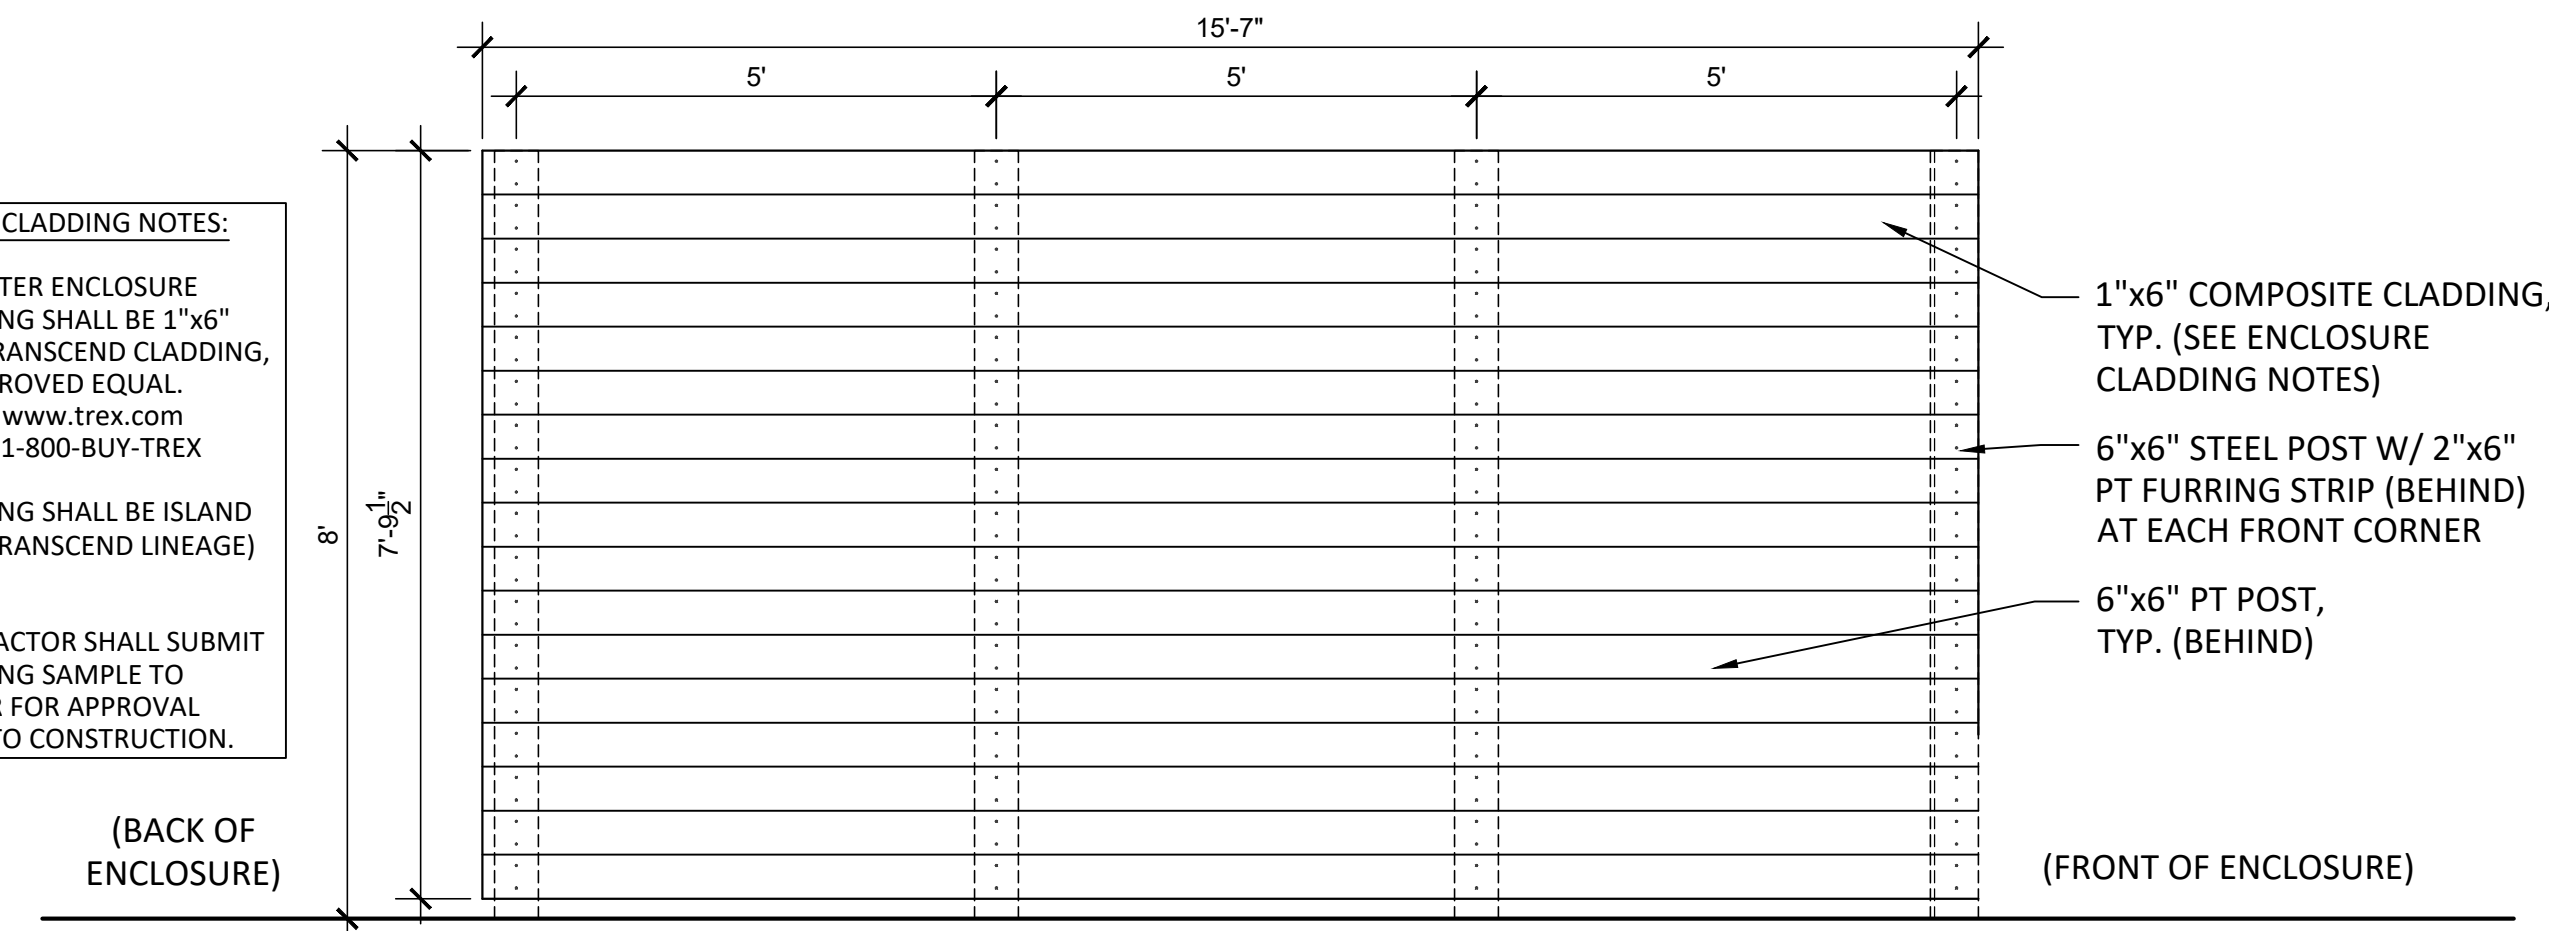 15'-7"
5' 5' 5'
CLADDING NOTES:
TER ENCLOSURE
NG SHALL BE 1"x6"
RANSCEND CLADDING,
ROVED EQUAL.
www.trex.com
1-800-BUY-TREX
NG SHALL BE ISLAND
RANSCEND LINEAGE)
ACTOR SHALL SUBMIT
NG SAMPLE TO
R FOR APPROVAL
TO CONSTRUCTION.
8'
7'-9 1/2"
1"x6" COMPOSITE CLADDING,
TYP. (SEE ENCLOSURE
CLADDING NOTES)
6"x6" STEEL POST W/ 2"x6"
PT FURRING STRIP (BEHIND)
AT EACH FRONT CORNER
6"x6" PT POST,
TYP. (BEHIND)
(BACK OF
ENCLOSURE)
(FRONT OF ENCLOSURE)